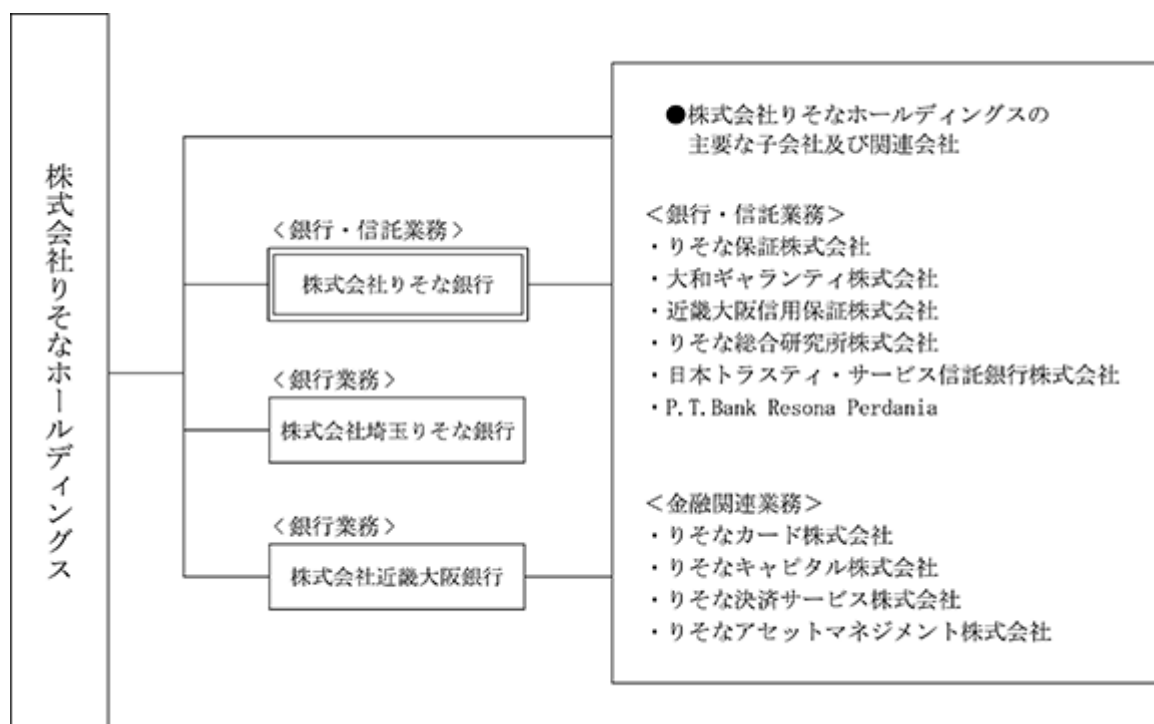 株式会社りそなホールディングス
＜銀行・信託業務＞
株式会社りそな銀行
＜銀行業務＞
株式会社埼玉りそな銀行
＜銀行業務＞
株式会社近畿大阪銀行
●株式会社りそなホールディングスの
主要な子会社及び関連会社
＜銀行・信託業務＞
・りそな保証株式会社
・大和ギャランティ株式会社
・近畿大阪信用保証株式会社
・りそな総合研究所株式会社
・日本トラスティ・サービス信託銀行株式会社
・P.T.Bank Resona Perdania
＜金融関連業務＞
・りそなカード株式会社
・りそなキャピタル株式会社
・りそな決済サービス株式会社
・りそなアセットマネジメント株式会社